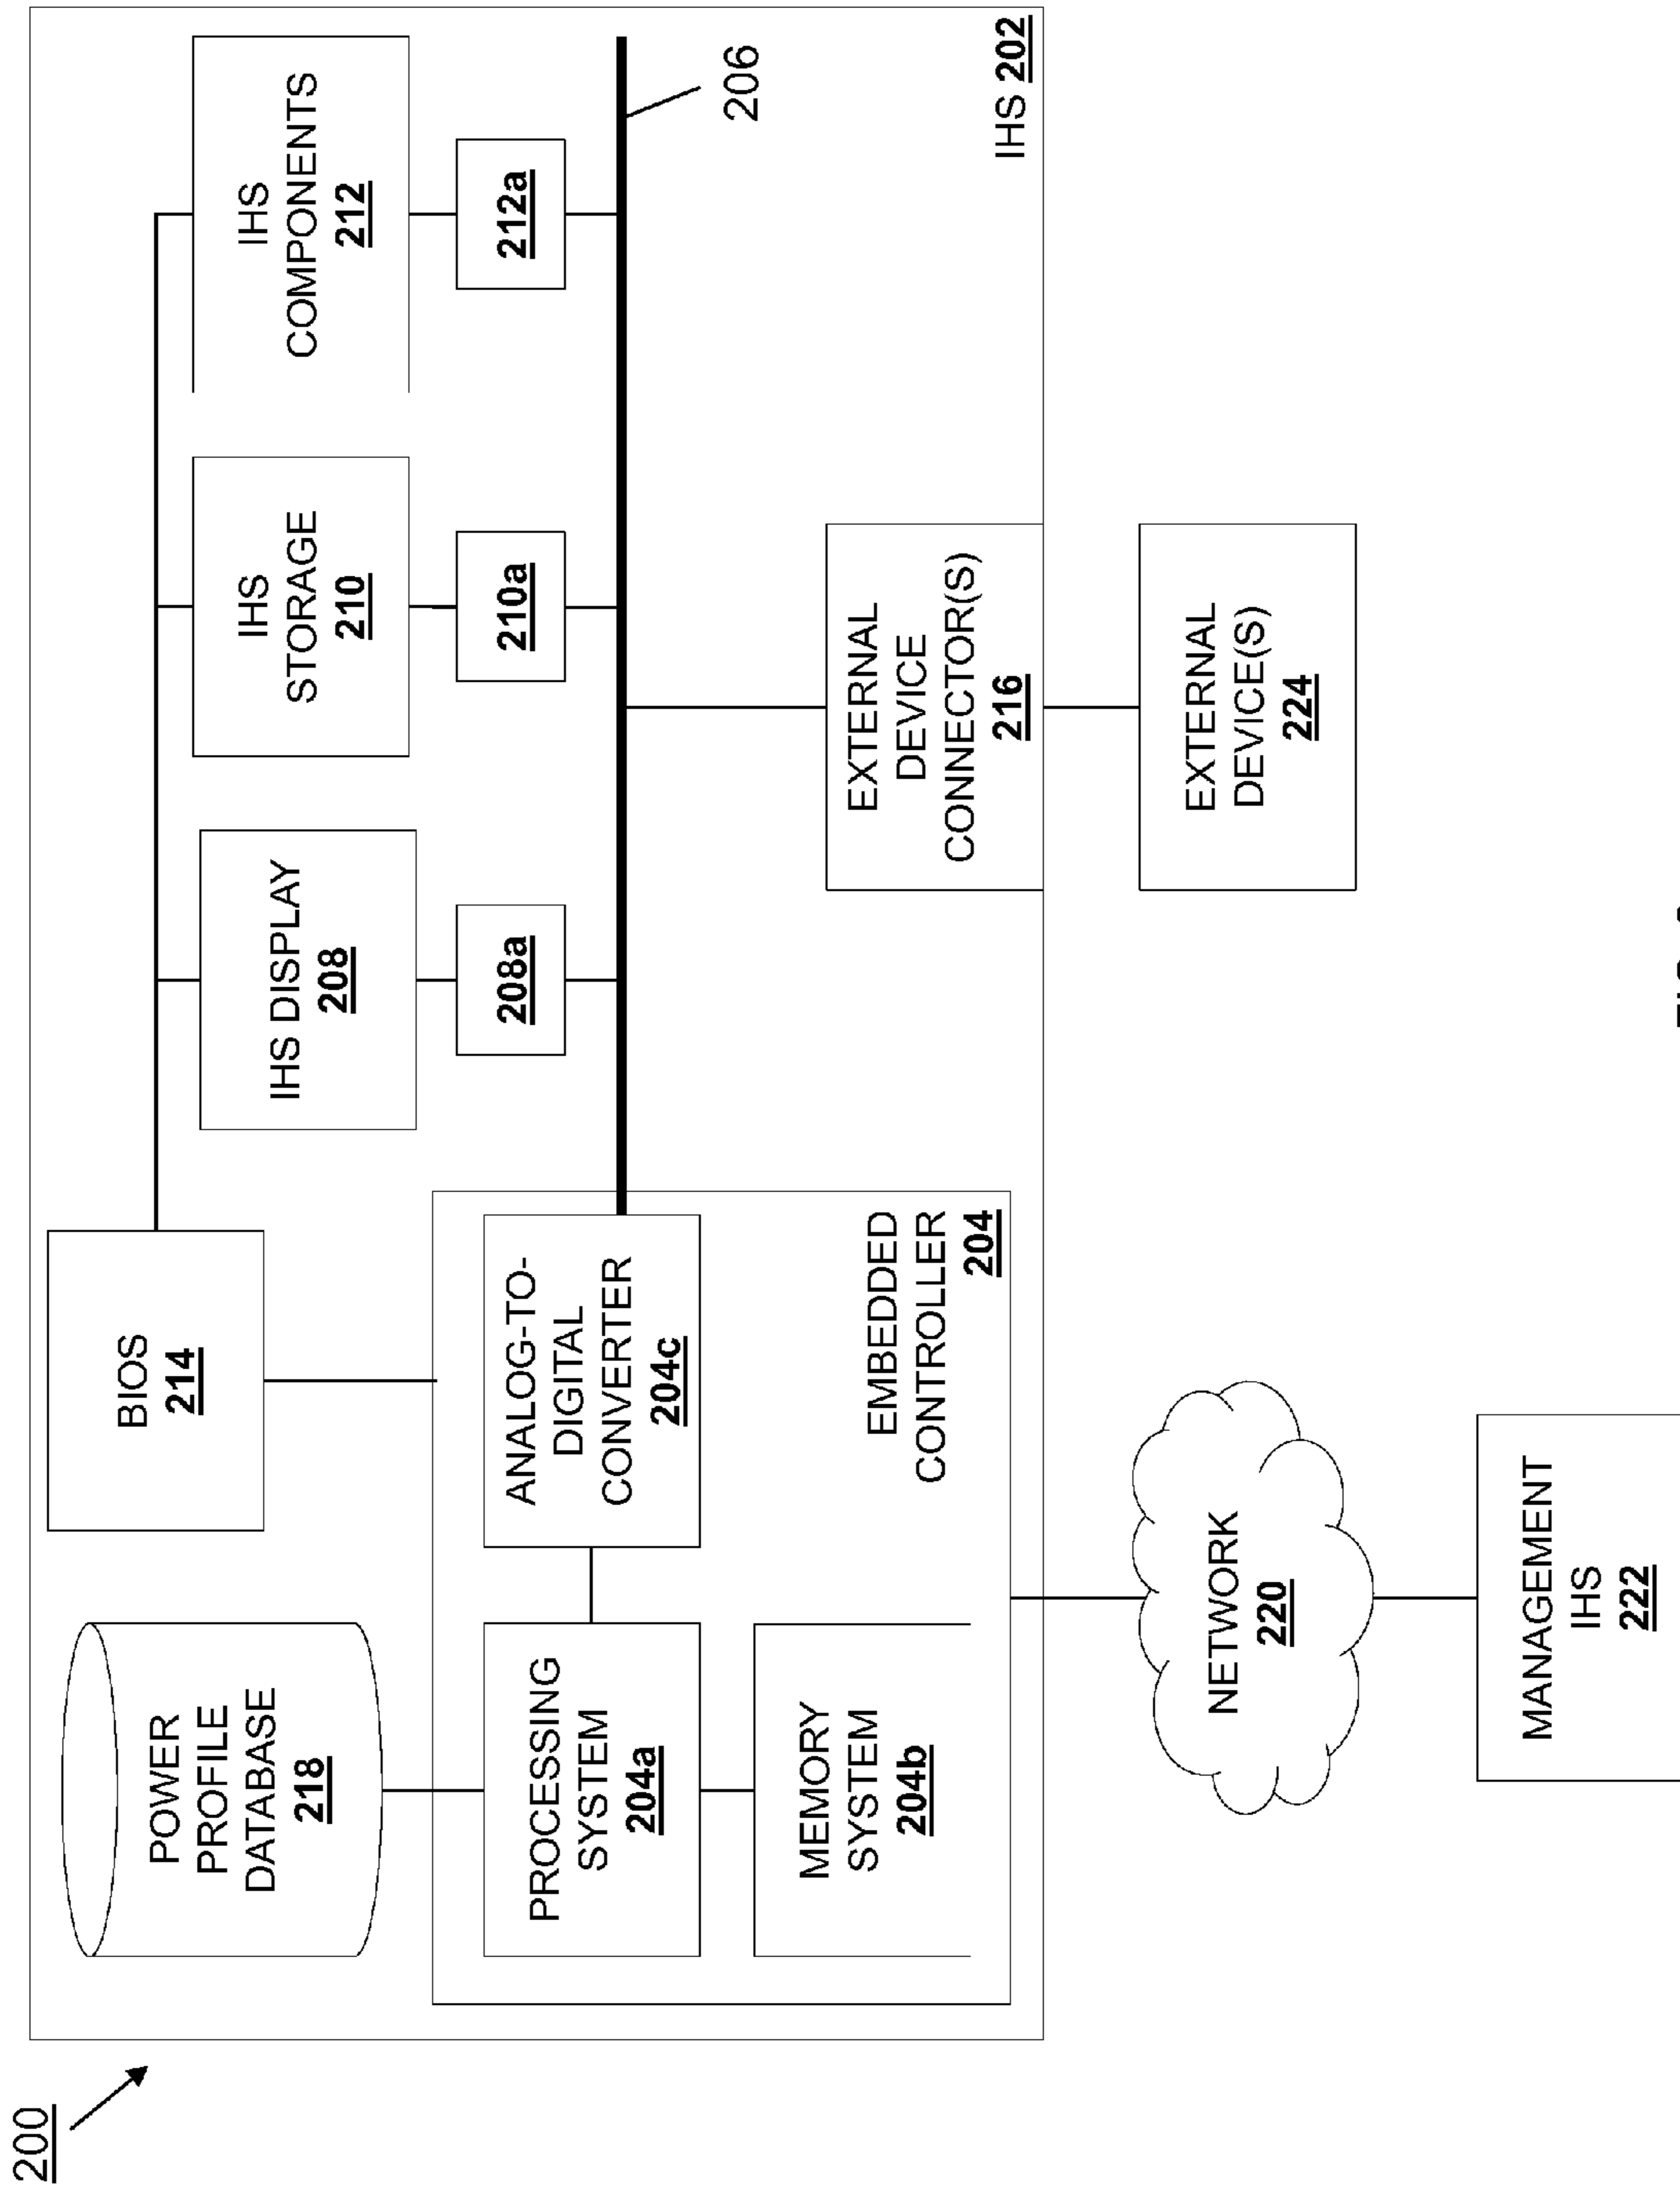 200
POWER
PROFILE
DATABASE
218
BIOS
214
IHS DISPLAY
208
IHS
STORAGE
210
IHS
COMPONENTS
212
208a
210a
212a
206
PROCESSING
SYSTEM
204a
ANALOG-TO-
DIGITAL
CONVERTER
204c
MEMORY
SYSTEM
204b
EMBEDDED
CONTROLLER
204
EXTERNAL
DEVICE
CONNECTOR(S)
216
IHS 202
NETWORK
220
EXTERNAL
DEVICE(S)
224
MANAGEMENT
IHS
222